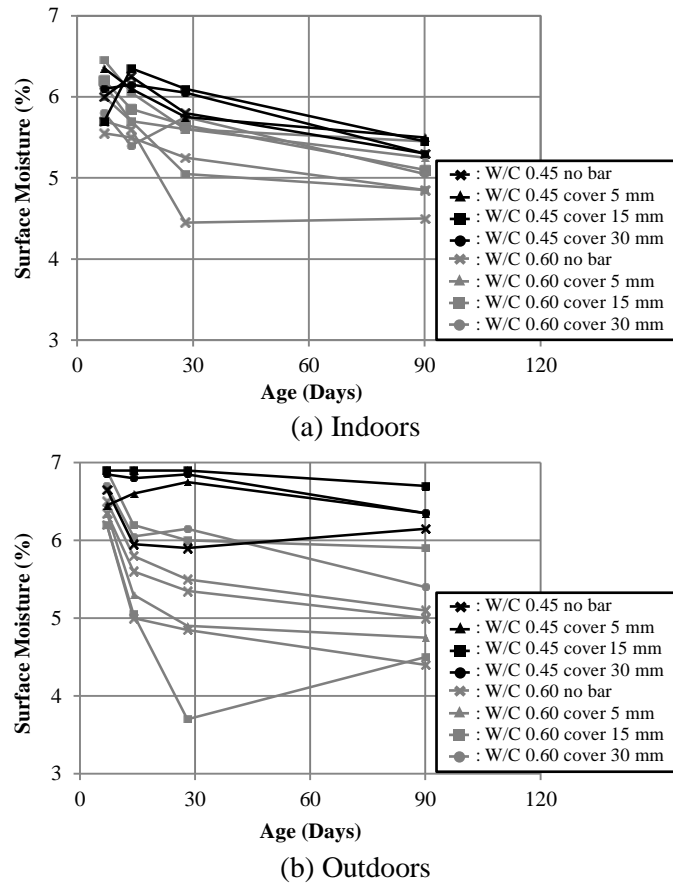 7
6
5
4
3
Surface Moisture (%)
: W/C 0.45 no bar
: W/C 0.45 cover 5 mm
: W/C 0.45 cover 15 mm
: W/C 0.45 cover 30 mm
: W/C 0.60 no bar
: W/C 0.60 cover 5 mm
: W/C 0.60 cover 15 mm
: W/C 0.60 cover 30 mm
0 30 60 90 120
Age (Days)
(a) Indoors
7
6
5
4
3
Surface Moisture (%)
: W/C 0.45 no bar
: W/C 0.45 cover 5 mm
: W/C 0.45 cover 15 mm
: W/C 0.45 cover 30 mm
: W/C 0.60 no bar
: W/C 0.60 cover 5 mm
: W/C 0.60 cover 15 mm
: W/C 0.60 cover 30 mm
0 30 60 90 120
Age (Days)
(b) Outdoors